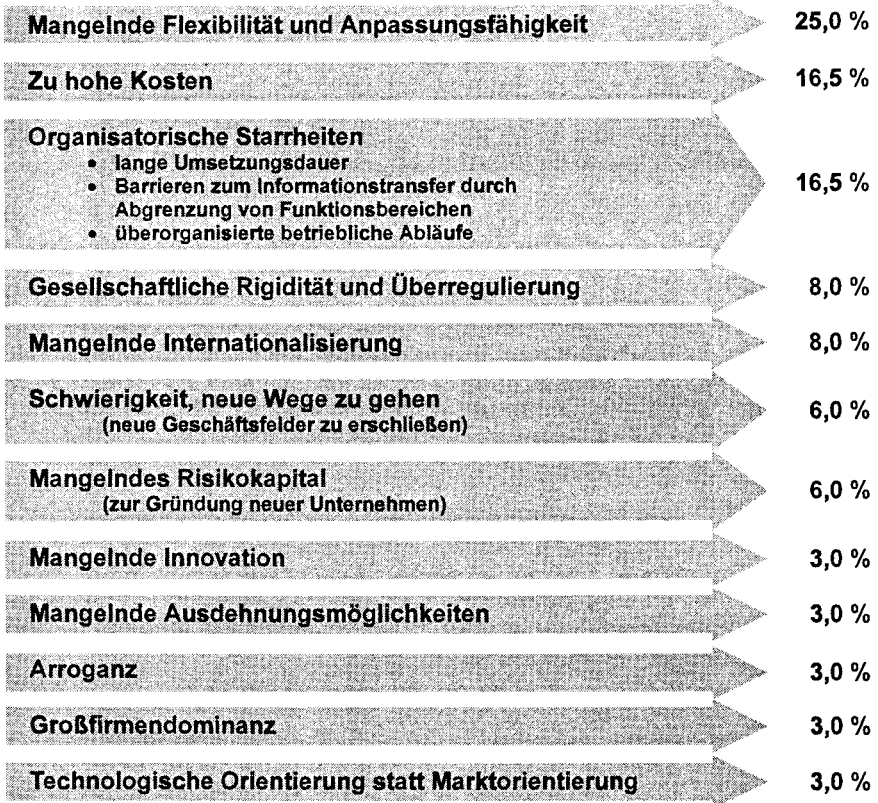 Mangelnde Flexibilität und Anpassungsfähigkeit 25,0 %
Zu hohe Kosten 16,5 %
Organisatorische Starrheiten
• lange Umsetzungsdauer
• Barrieren zum Informationstransfer durch 16,5 %
Abgrenzung von Funktionsbereichen
• überorganisierte betriebliche Abläufe
Gesellschaftliche Rigidität und Überregulierung 8,0 %
Mangelnde Internationalisierung 8,0 %
Schwierigkeit, neue Wege zu gehen 6,0 %
(neue Geschäftsfelder zu erschließen)
Mangelndes Risikokapital 6,0 %
(zur Gründung neuer Unternehmen)
Mangelnde Innovation 3,0 %
Mangelnde Ausdehnungsmöglichkeiten 3,0 %
Arroganz 3,0 %
Großfirmendominanz 3,0 %
Technologische Orientierung statt Marktorientierung 3,0 %